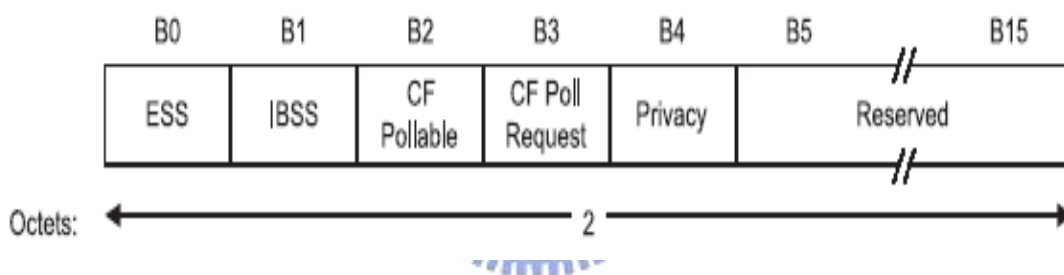 B0 B1 B2 B3 B4 B5 B15
ESS IBSS CF Pollable CF Poll Request Privacy Reserved
Octets: 2